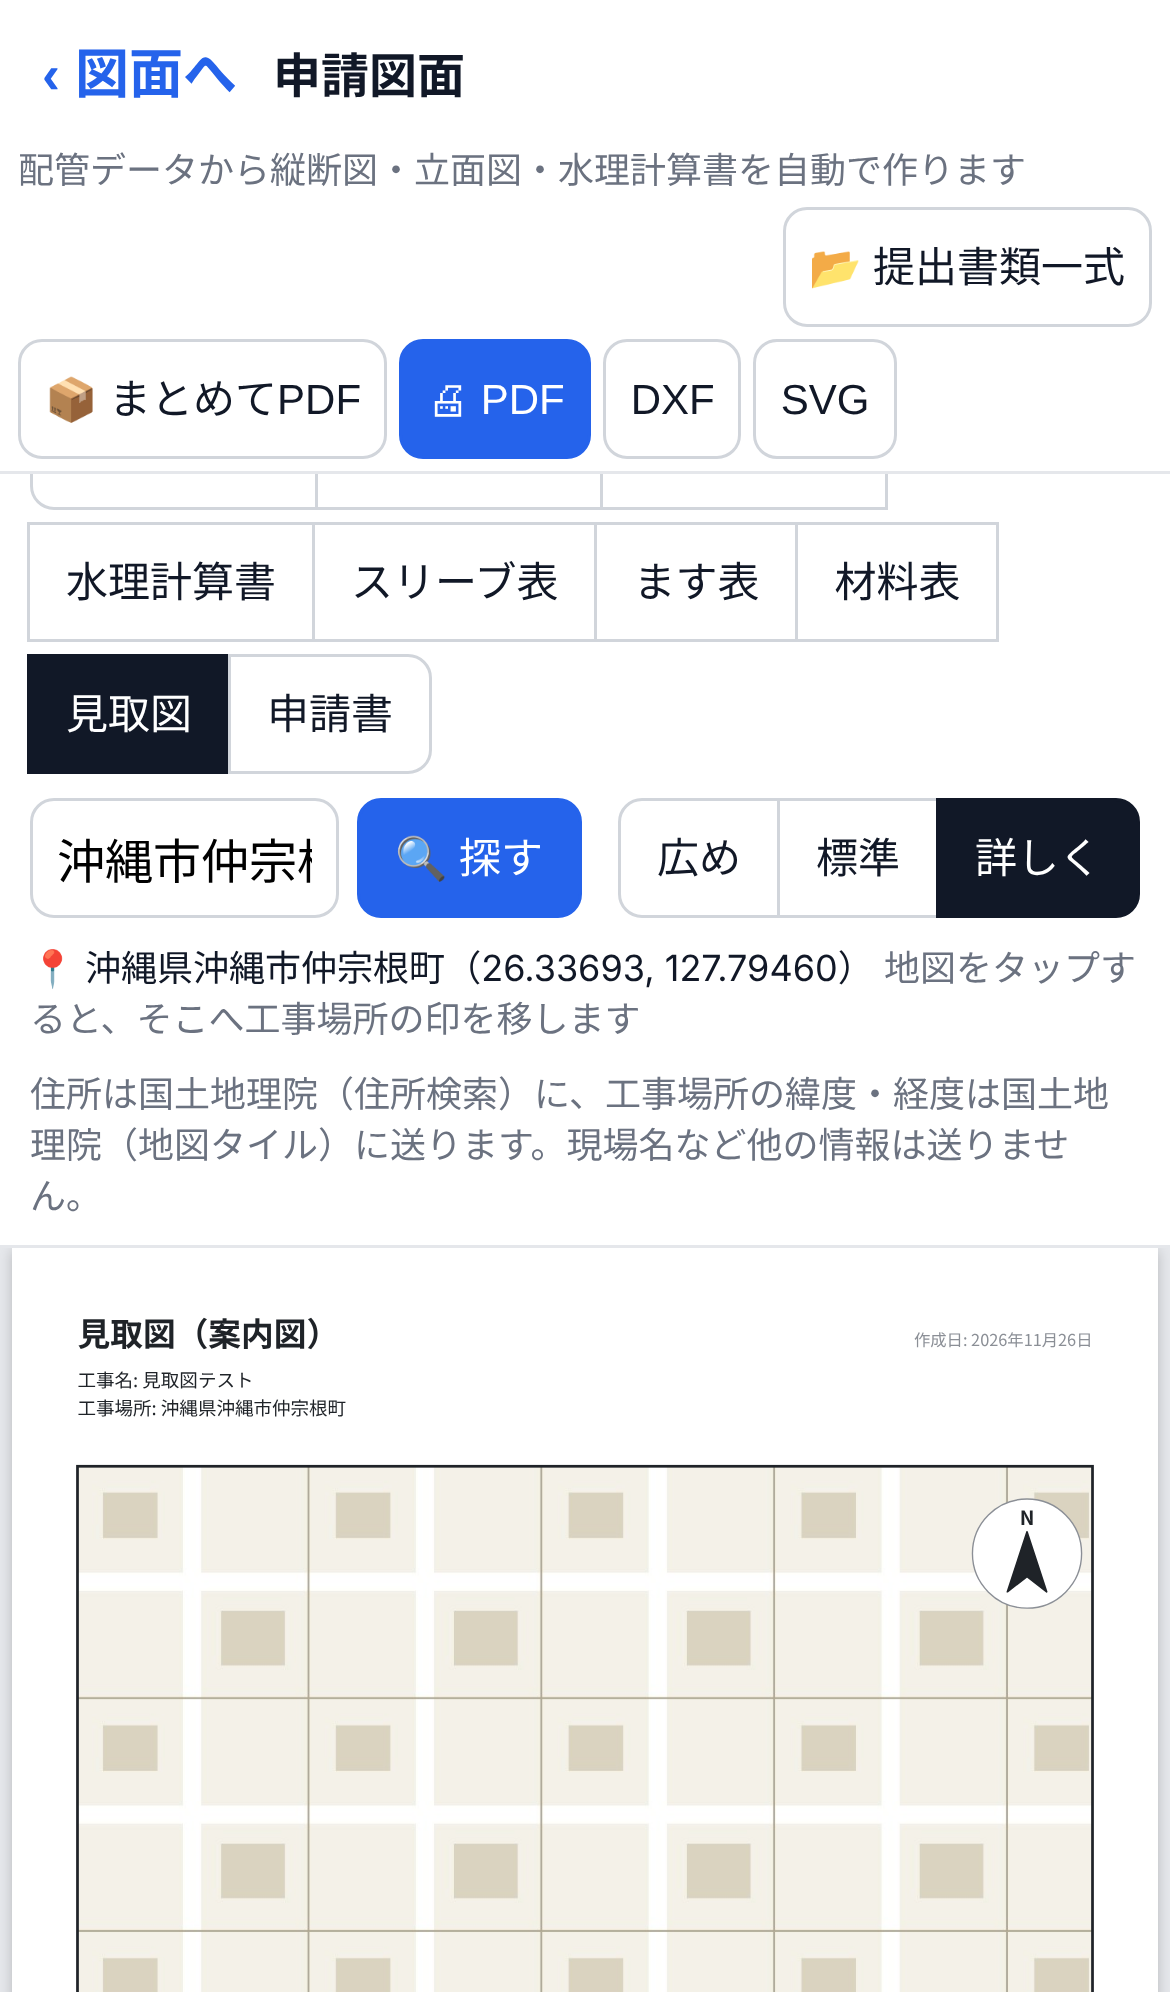 ‹ 図面へ 申請図面
配管データから縦断図・立面図・水理計算書を自動で作ります
📂 提出書類一式
📦 まとめてPDF 🖨 PDF DXF SVG
水理計算書 スリーブ表 ます表 材料表
見取図 申請書
沖縄市仲宗 🔍 探す 広め 標準 詳しく
📍 沖縄県沖縄市仲宗根町（26.33693, 127.79460） 地図をタップす
ると、そこへ工事場所の印を移します
住所は国土地理院（住所検索）に、工事場所の緯度・経度は国土地
理院（地図タイル）に送ります。現場名など他の情報は送りませ
ん。
見取図（案内図）
作成日: 2026年11月26日
工事名: 見取図テスト
工事場所: 沖縄県沖縄市仲宗根町
N